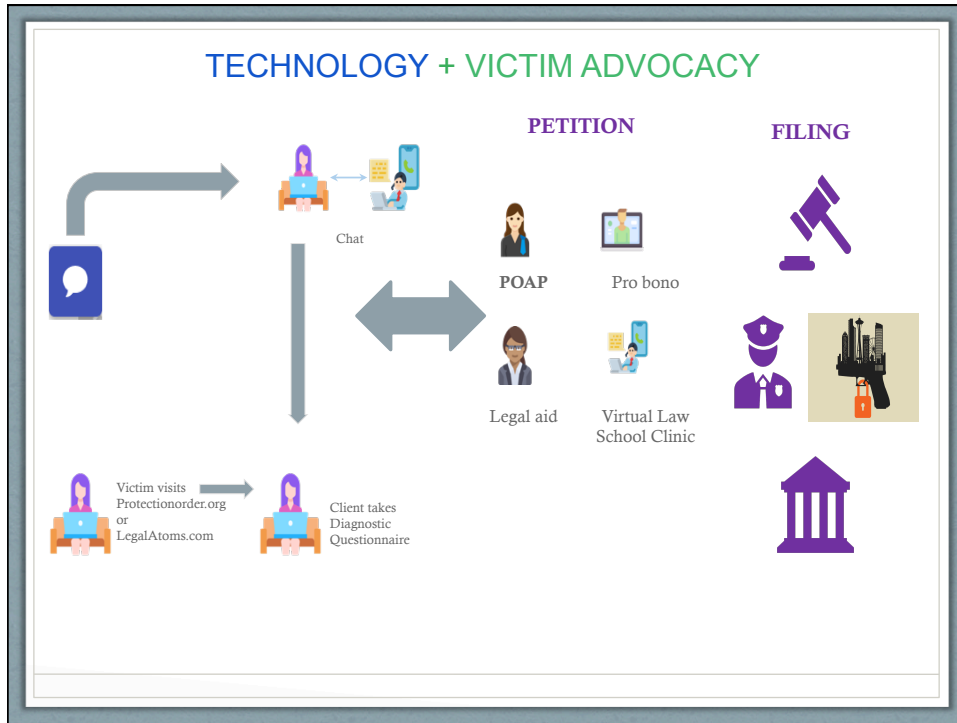 TECHNOLOGY + VICTIM ADVOCACY
PETITION
FILING
Chat
POAP
Pro bono
Legal aid
Virtual Law
School Clinic
Victim visits
Protectionorder.org
or
LegalAtoms.com
Client takes
Diagnostic
Questionnaire